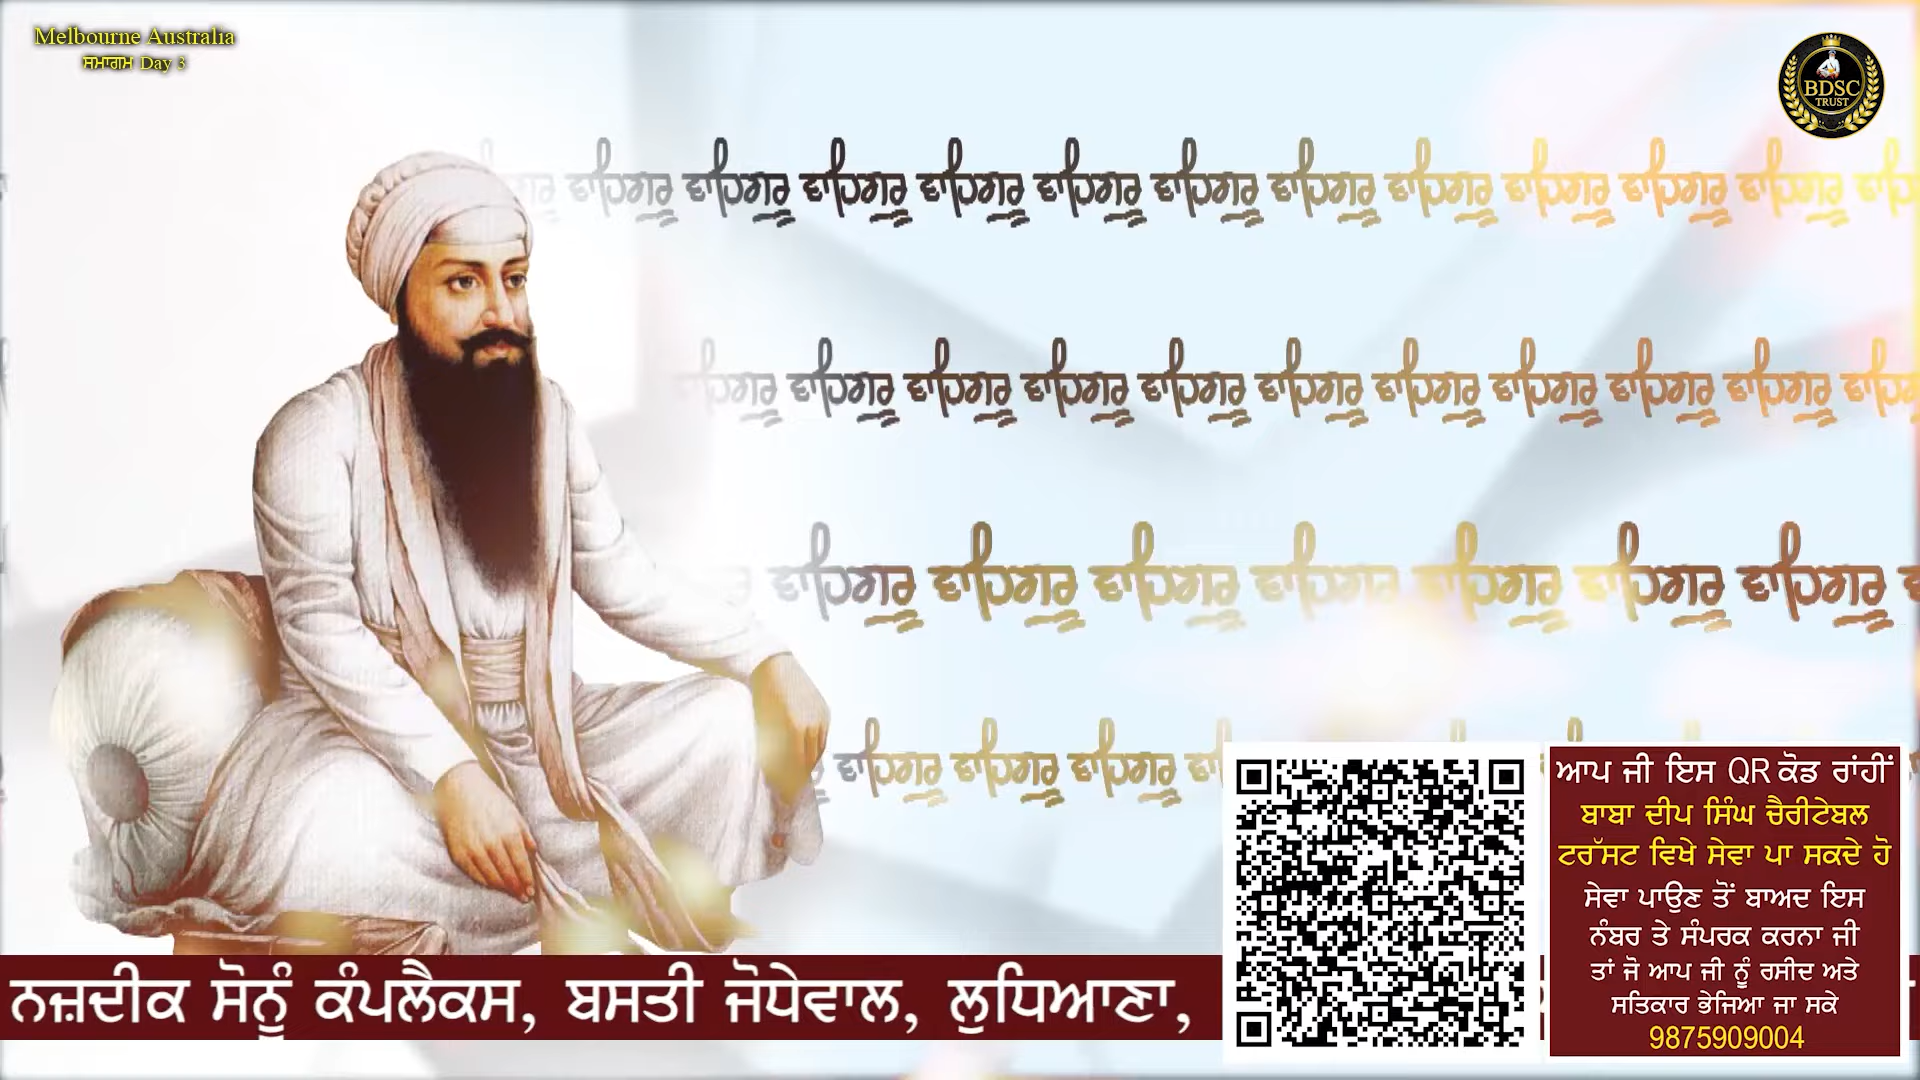 Melbourne Australia
ਸਮਾਗਮ Day 3
BDSC
TRUST
ਵਾਹਿਗੁਰੂ ਵਾਹਿਗੁਰੂ ਵਾਹਿਗੁਰੂ ਵਾਹਿਗੁਰੂ ਵਾਹਿਗੁਰੂ ਵਾਹਿਗੁਰੂ ਵਾਹਿਗੁਰੂ ਵਾਹਿਗੁਰੂ ਵਾਹਿਗੁਰੂ ਵਾਹਿਗੁਰੂ ਵਾਹਿਗੁਰੂ
ਵਾਹਿਗੁਰੂ ਵਾਹਿਗੁਰੂ ਵਾਹਿਗੁਰੂ ਵਾਹਿਗੁਰੂ ਵਾਹਿਗੁਰੂ ਵਾਹਿਗੁਰੂ ਵਾਹਿਗੁਰੂ ਵਾਹਿਗੁਰੂ ਵਾਹਿਗੁਰੂ ਵਾਹਿਗੁਰੂ
ਵਾਹਿਗੁਰੂ ਵਾਹਿਗੁਰੂ ਵਾਹਿਗੁਰੂ ਵਾਹਿਗੁਰੂ ਵਾਹਿਗੁਰੂ ਵਾਹਿਗੁਰੂ ਵਾਹਿਗੁਰੂ
ਵਾਹਿਗੁਰੂ ਵਾਹਿਗੁਰੂ ਵਾਹਿਗੁਰੂ
ਆਪ ਜੀ ਇਸ QR ਕੋਡ ਰਾਂਹੀਂ
ਬਾਬਾ ਦੀਪ ਸਿੰਘ ਚੈਰੀਟੇਬਲ
ਟਰੱਸਟ ਵਿਖੇ ਸੇਵਾ ਪਾ ਸਕਦੇ ਹੋ
ਸੇਵਾ ਪਾਉਣ ਤੋਂ ਬਾਅਦ ਇਸ
ਨੰਬਰ ਤੇ ਸੰਪਰਕ ਕਰਨਾ ਜੀ
ਤਾਂ ਜੋ ਆਪ ਜੀ ਨੂੰ ਰਸੀਦ ਅਤੇ
ਸਤਿਕਾਰ ਭੇਜਿਆ ਜਾ ਸਕੇ
9875909004
ਨਜ਼ਦੀਕ ਸੋਨੂੰ ਕੰਪਲੈਕਸ, ਬਸਤੀ ਜੋਧੇਵਾਲ, ਲੁਧਿਆਣਾ,